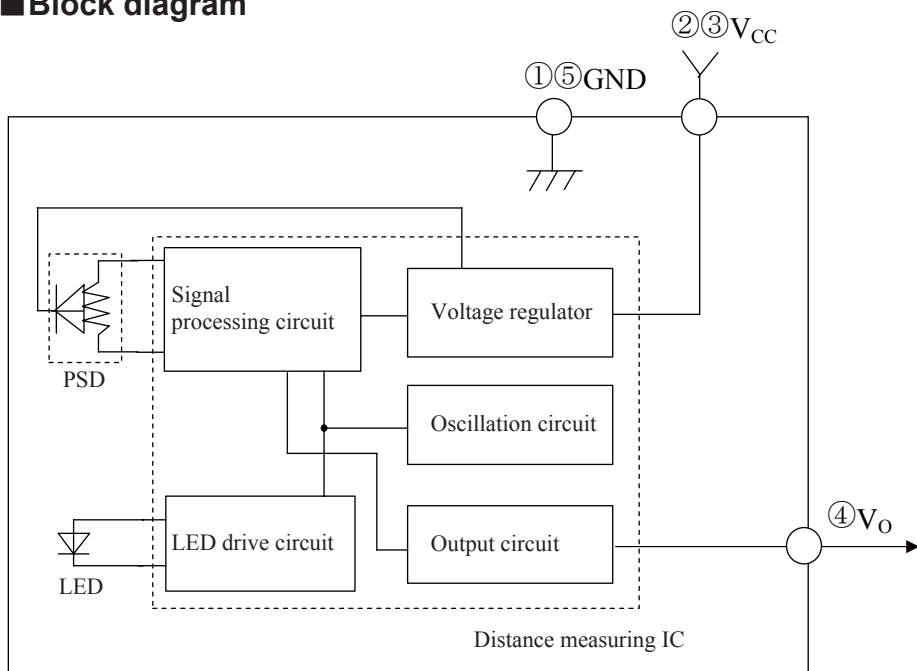 ■Block diagram
②③VCC
①⑤GND
Signal
processing circuit
Voltage regulator
PSD
Oscillation circuit
④VO
LED drive circuit
Output circuit
LED
Distance measuring IC